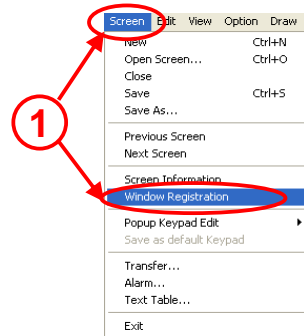 Screen Edit View Option Draw
New Ctrl+N
Open Screen... Ctrl+O
Close
Save Ctrl+S
Save As...
Previous Screen
Next Screen
Screen Information
Window Registration
Popup Keypad Edit
Save as default Keypad
Transfer...
Alarm...
Text Table...
Exit
1